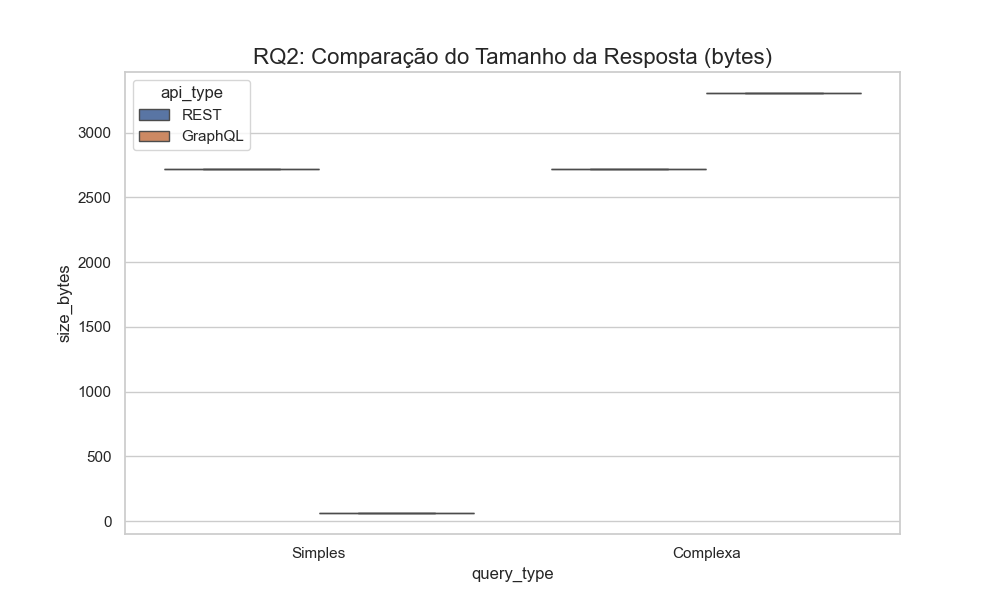 RQ2: Comparação do Tamanho da Resposta (bytes)
api_type
REST
GraphQL
size_bytes
3000
2500
2000
1500
1000
500
0
Simples
Complexa
query_type